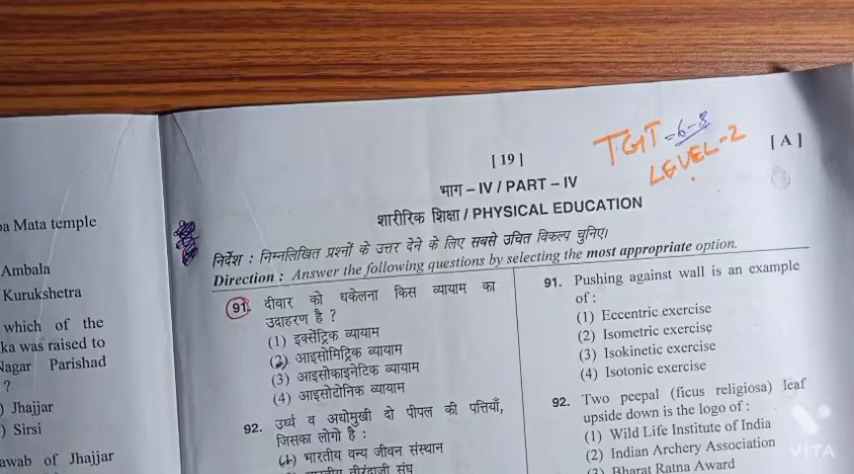 a Mata temple
Ambala
Kurukshetra
which of the
ka was raised to
Nagar Parishad
?
) Jhajjar
) Sirsi
awab of Jhajjar
[ 19 ]
[ A ]
TGT = 6-8
LEVEL-2
भाग – IV / PART – IV
शारीरिक शिक्षा / PHYSICAL EDUCATION
निर्देश : निम्नलिखित प्रश्नों के उत्तर देने के लिए सबसे उचित विकल्प चुनिए।
Direction : Answer the following questions by selecting the most appropriate option.
91. दीवार को धकेलना किस व्यायाम का
उदाहरण है ?
(1) इक्सेंट्रिक व्यायाम
(2) आइसोमिट्रिक व्यायाम
(3) आइसोकाइनेटिक व्यायाम
(4) आइसोटोनिक व्यायाम
92. उर्ध्व व अधोमुखी दो पीपल की पत्तियाँ,
जिसका लोगो है :
(1) भारतीय वन्य जीवन संस्थान
भारतीय तीरंदाजी संघ
91. Pushing against wall is an example
of :
(1) Eccentric exercise
(2) Isometric exercise
(3) Isokinetic exercise
(4) Isotonic exercise
92. Two peepal (ficus religiosa) leaf
upside down is the logo of :
(1) Wild Life Institute of India
(2) Indian Archery Association
(3) Bharat Ratna Award
VITA